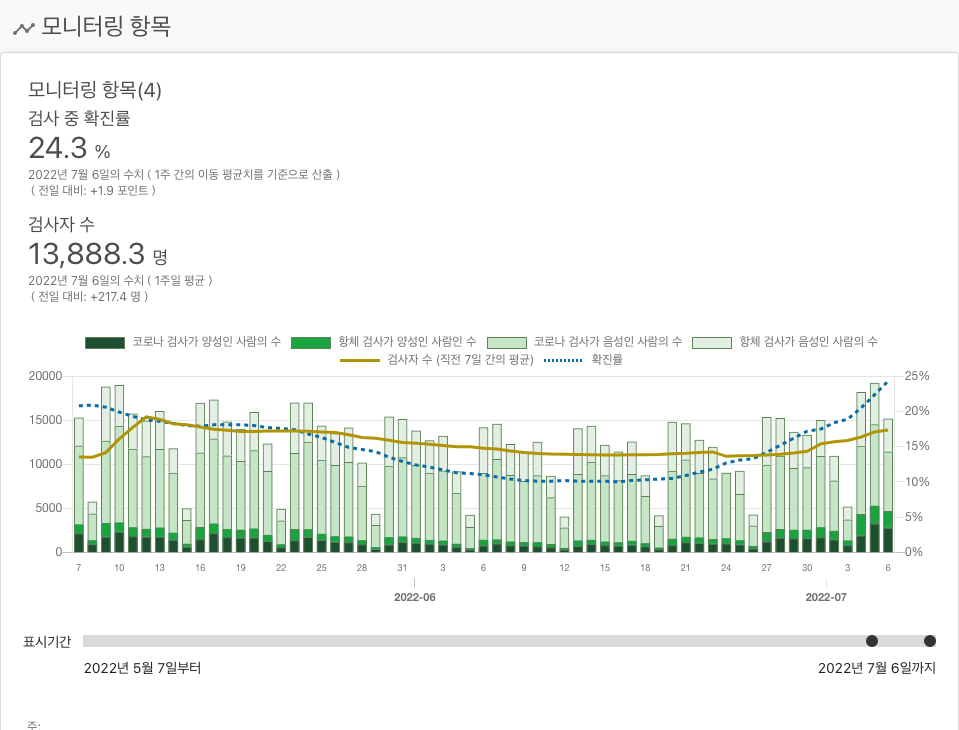 모니터링 항목
모니터링 항목(4)
검사 중 확진률
24.3 %
2022년 7월 6일의 수치 ( 1주 간의 이동 평균치를 기준으로 산출 )
( 전일 대비: +1.9 포인트 )
검사자 수
13,888.3 명
2022년 7월 6일의 수치 ( 1주일 평균 )
( 전일 대비: +217.4 명 )
코로나 검사가 양성인 사람의 수 항체 검사가 양성인 사람인 수 코로나 검사가 음성인 사람의 수 항체 검사가 음성인 사람의 수
검사자 수 (직전 7일 간의 평균) 확진률
20000 25%
20%
15000
15%
10000
10%
5000
5%
0 0%
7 10 13 16 19 22 25 28 31 3 6 9 12 15 18 21 24 27 30 3 6
2022-06 2022-07
표시기간
2022년 5월 7일부터 2022년 7월 6일까지
주: